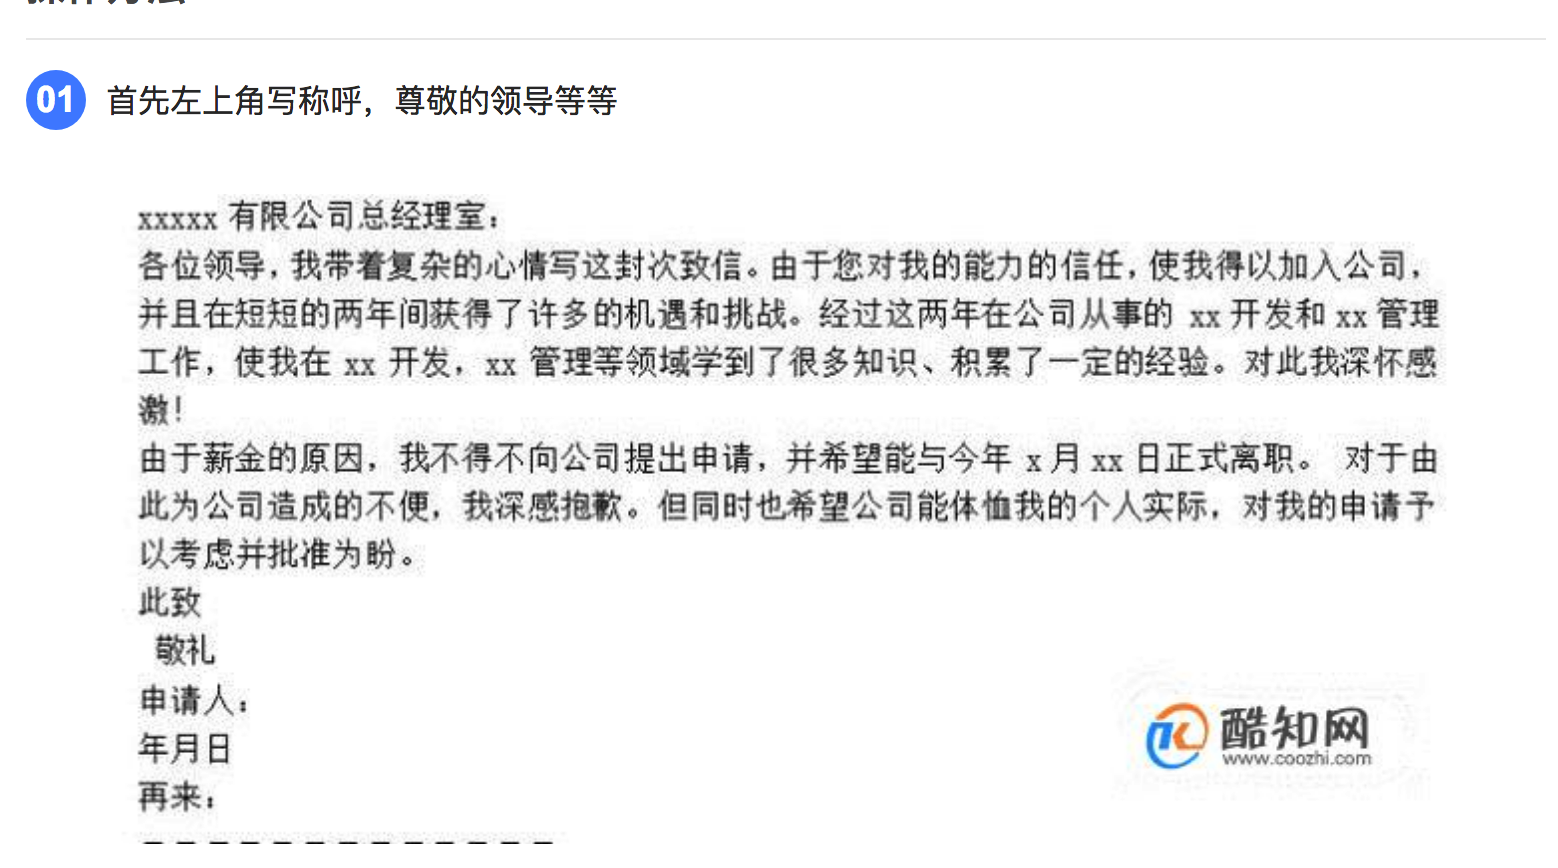 操作方法
01 首先左上角写称呼，尊敬的领导等等
xxxxx 有限公司总经理室：
各位领导，我带着复杂的心情写这封次致信。由于您对我的能力的信任，使我得以加入公司，
并且在短短的两年间获得了许多的机遇和挑战。经过这两年在公司从事的 xx 开发和 xx 管理
工作，使我在 xx 开发，xx 管理等领域学到了很多知识、积累了一定的经验。对此我深怀感
激！
由于薪金的原因，我不得不向公司提出申请，并希望能与今年 x 月 xx 日正式离职。 对于由
此为公司造成的不便，我深感抱歉。但同时也希望公司能体恤我的个人实际，对我的申请予
以考虑并批准为盼。
此致
敬礼
申请人：
年月日
再来：
酷知网
www.coozhi.com